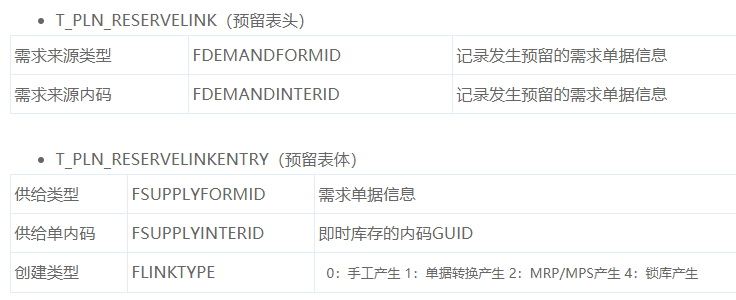 T_PLN_RESERVELINK（预留表头）
需求来源类型 FDEMANDFORMID 记录发生预留的需求单据信息
需求来源内码 FDEMANDINTERID 记录发生预留的需求单据信息
T_PLN_RESERVELINKENTRY（预留表体）
供给类型 FSUPPLYFORMID 需求单据信息
供给单内码 FSUPPLYINTERID 即时库存的内码GUID
创建类型 FLINKTYPE 0：手工产生 1：单据转换产生 2：MRP/MPS产生 4：锁库产生